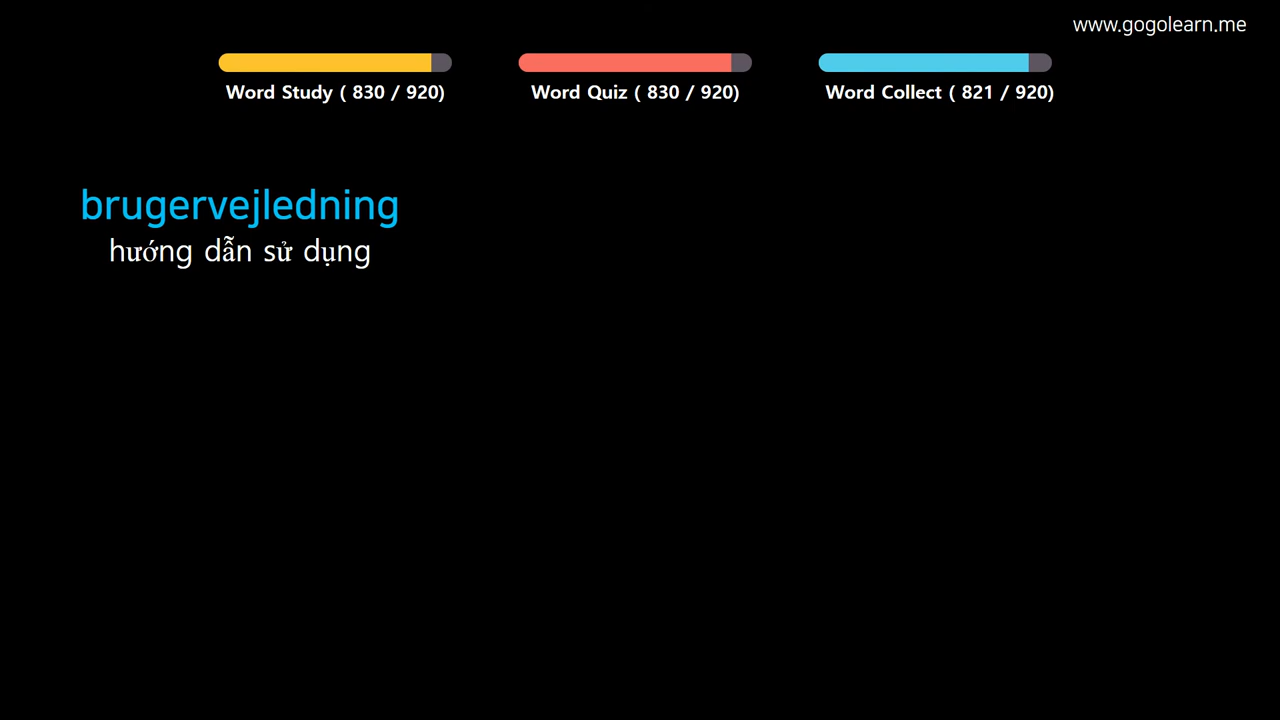 www.gogolearn.me
Word Study ( 830 / 920)
Word Quiz ( 830 / 920)
Word Collect ( 821 / 920)
brugervejledning
hướng dẫn sử dụng